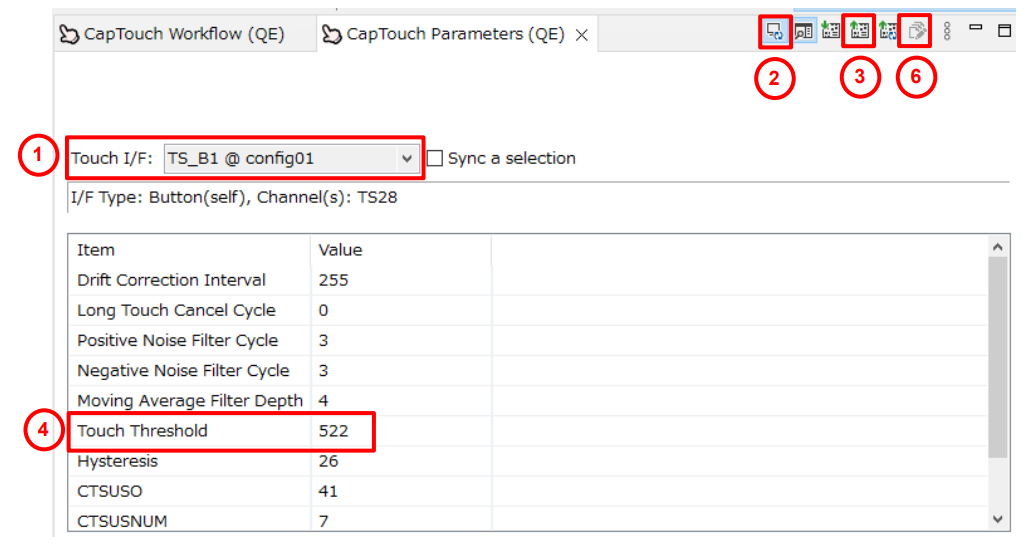 CapTouch Workflow (QE) CapTouch Parameters (QE)
2 3 6
1 Touch I/F: TS_B1 @ config01 Sync a selection
I/F Type: Button(self), Channel(s): TS28
Item Value
Drift Correction Interval 255
Long Touch Cancel Cycle 0
Positive Noise Filter Cycle 3
Negative Noise Filter Cycle 3
Moving Average Filter Depth 4
4 Touch Threshold 522
Hysteresis 26
CTSUSO 41
CTSUSNUM 7